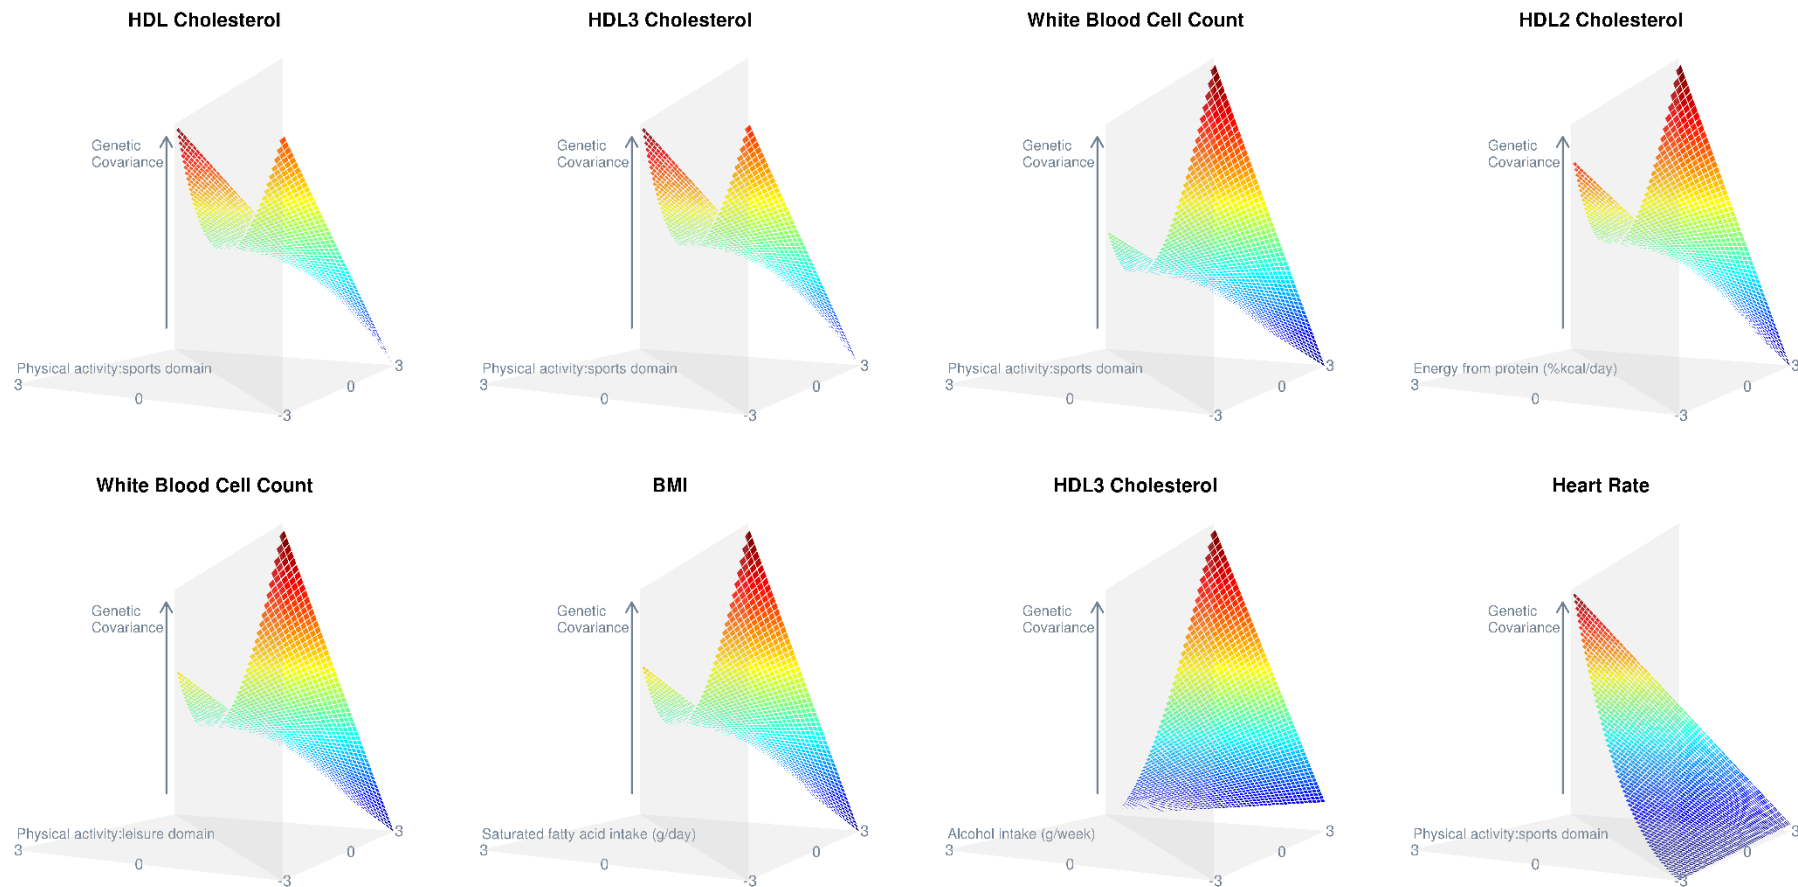 HDL Cholesterol
Genetic
Covariance
Physical activity:sports domain
3
0
-3
0
3
HDL3 Cholesterol
Genetic
Covariance
Physical activity:sports domain
3
0
-3
0
3
White Blood Cell Count
Genetic
Covariance
Physical activity:sports domain
3
0
-3
0
3
HDL2 Cholesterol
Genetic
Covariance
Energy from protein (%kcal/day)
3
0
-3
0
3
White Blood Cell Count
Genetic
Covariance
Physical activity:leisure domain
3
0
-3
0
3
BMI
Genetic
Covariance
Saturated fatty acid intake (g/day)
3
0
-3
0
3
HDL3 Cholesterol
Genetic
Covariance
Alcohol intake (g/week)
3
0
-3
0
3
Heart Rate
Genetic
Covariance
Physical activity:sports domain
3
0
-3
0
3